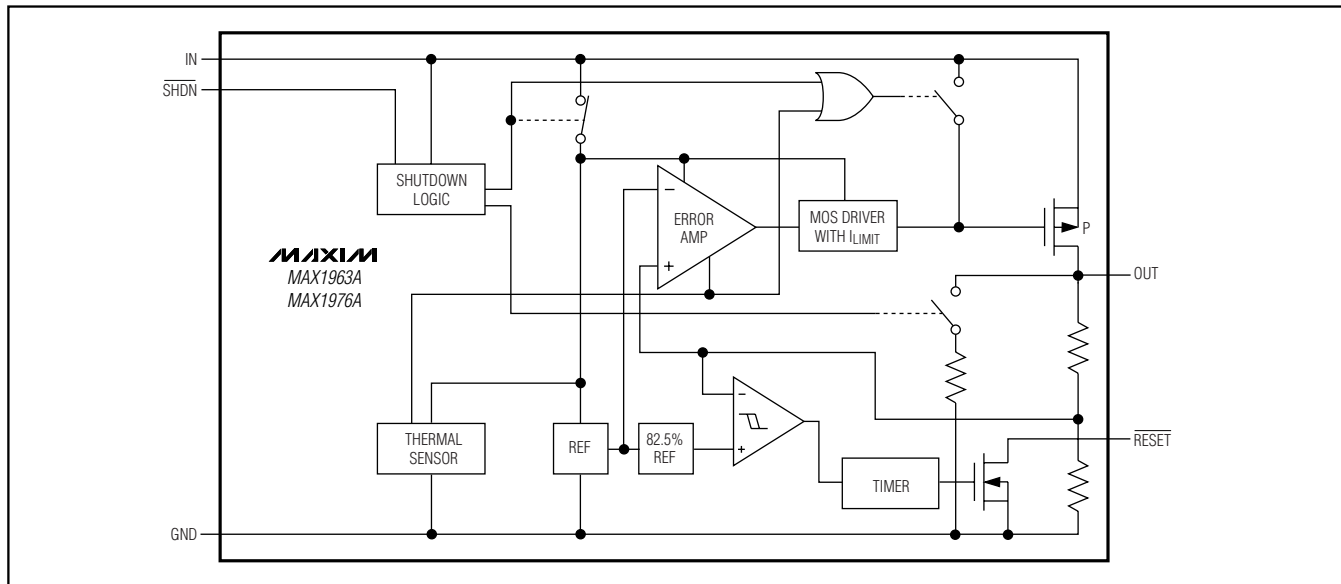 IN
SHDN
SHUTDOWN
LOGIC
−
ERROR
AMP
+
MOS DRIVER
WITH ILIMIT
P
MAXIM
MAX1963A
MAX1976A
OUT
−
+
THERMAL
SENSOR
REF
82.5%
REF
TIMER
RESET
GND